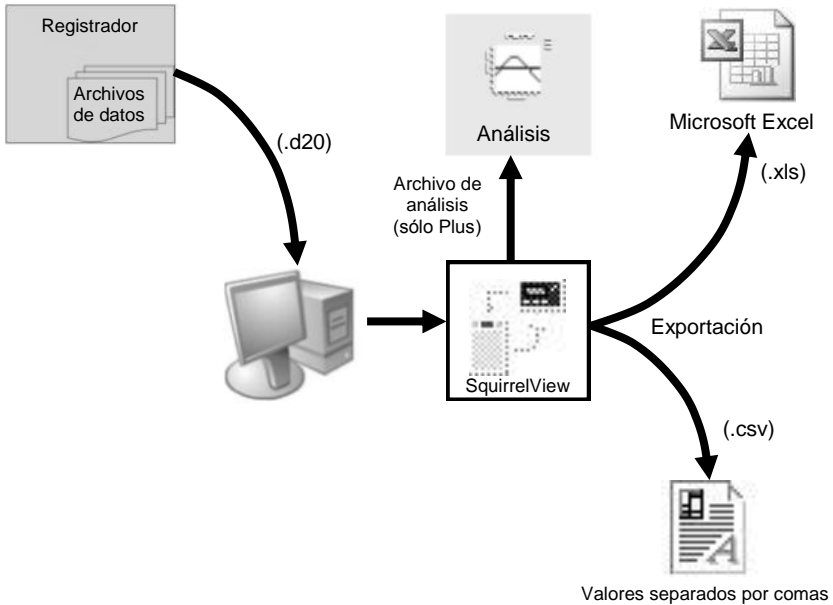 Registrador
Archivos
de datos
(.d20)
Análisis
Microsoft Excel
(.xls)
Archivo de
análisis
(sólo Plus)
SquirrelView
Exportación
(.csv)
Valores separados por comas